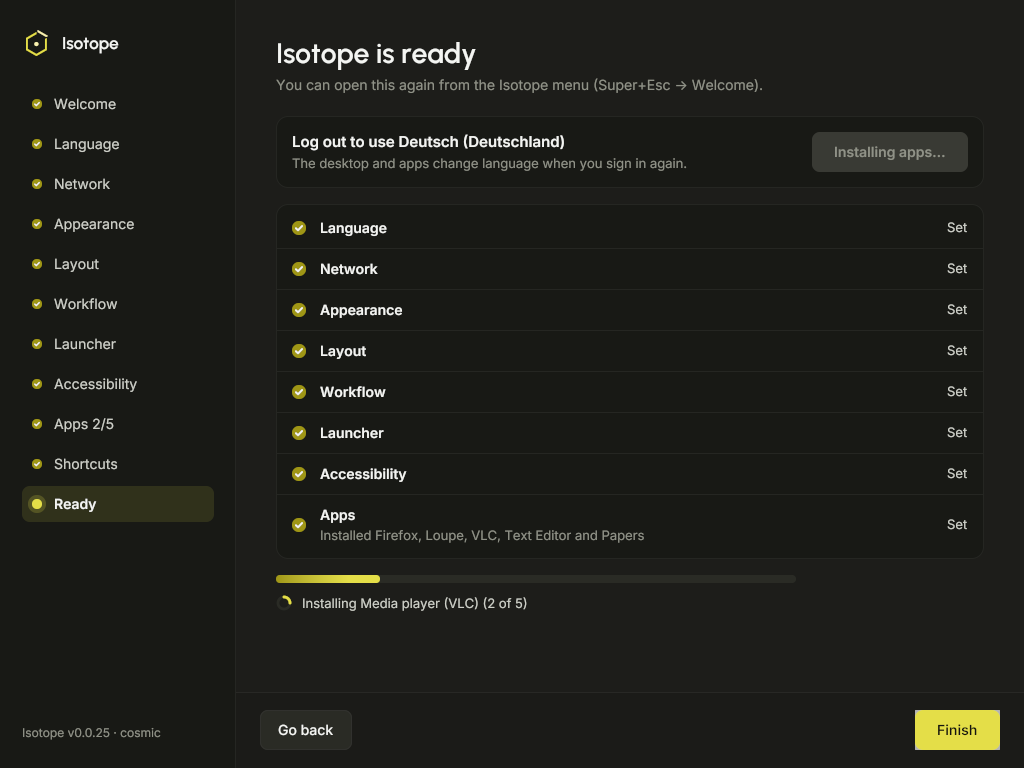 Isotope
Welcome
Language
Network
Appearance
Layout
Workflow
Launcher
Accessibility
Apps 2/5
Shortcuts
Ready
Isotope v0.0.25 · cosmic
Isotope is ready
You can open this again from the Isotope menu (Super+Esc → Welcome).
Log out to use Deutsch (Deutschland)
The desktop and apps change language when you sign in again.
Installing apps...
Language Set
Network Set
Appearance Set
Layout Set
Workflow Set
Launcher Set
Accessibility Set
Apps
Installed Firefox, Loupe, VLC, Text Editor and Papers
Set
Installing Media player (VLC) (2 of 5)
Go back
Finish